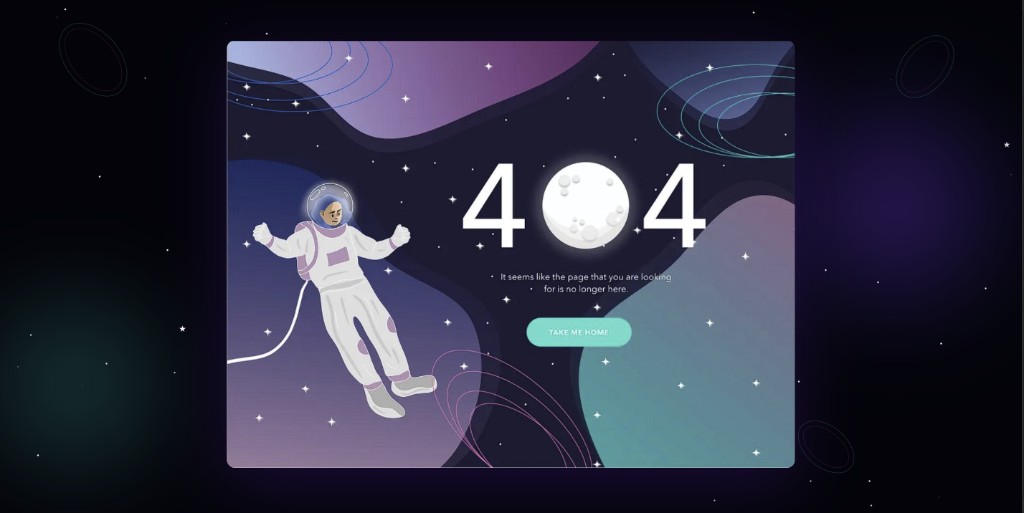 404
It seems like the page that you are looking
for is no longer here.
TAKE ME HOME